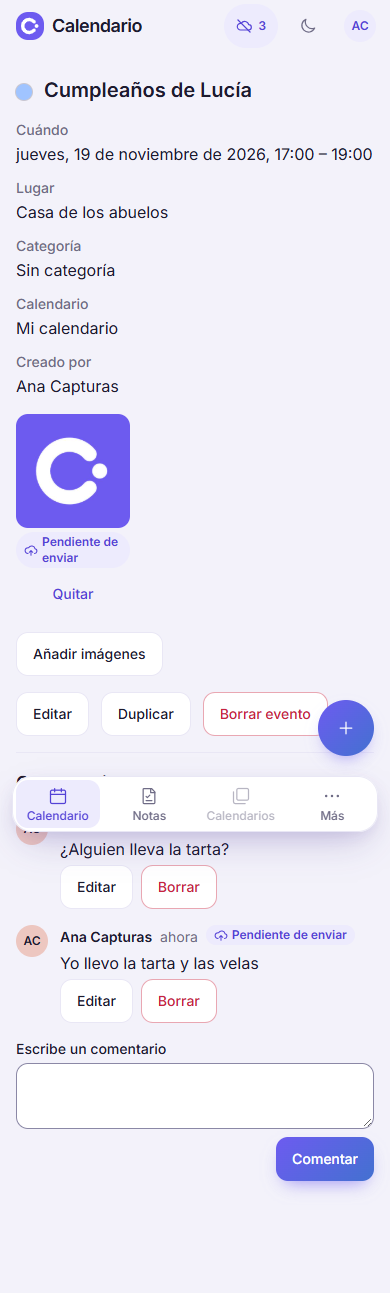 Calendario
3
AC
Cumpleaños de Lucía
Cuándo
jueves, 19 de noviembre de 2026, 17:00 – 19:00
Lugar
Casa de los abuelos
Categoría
Sin categoría
Calendario
Mi calendario
Creado por
Ana Capturas
Pendiente de
enviar
Quitar
Añadir imágenes
Editar
Duplicar
Borrar evento
Calendario
Notas
Calendarios
Más
¿Alguien lleva la tarta?
Editar
Borrar
AC
Ana Capturas ahora Pendiente de enviar
Yo llevo la tarta y las velas
Editar
Borrar
Escribe un comentario
Comentar